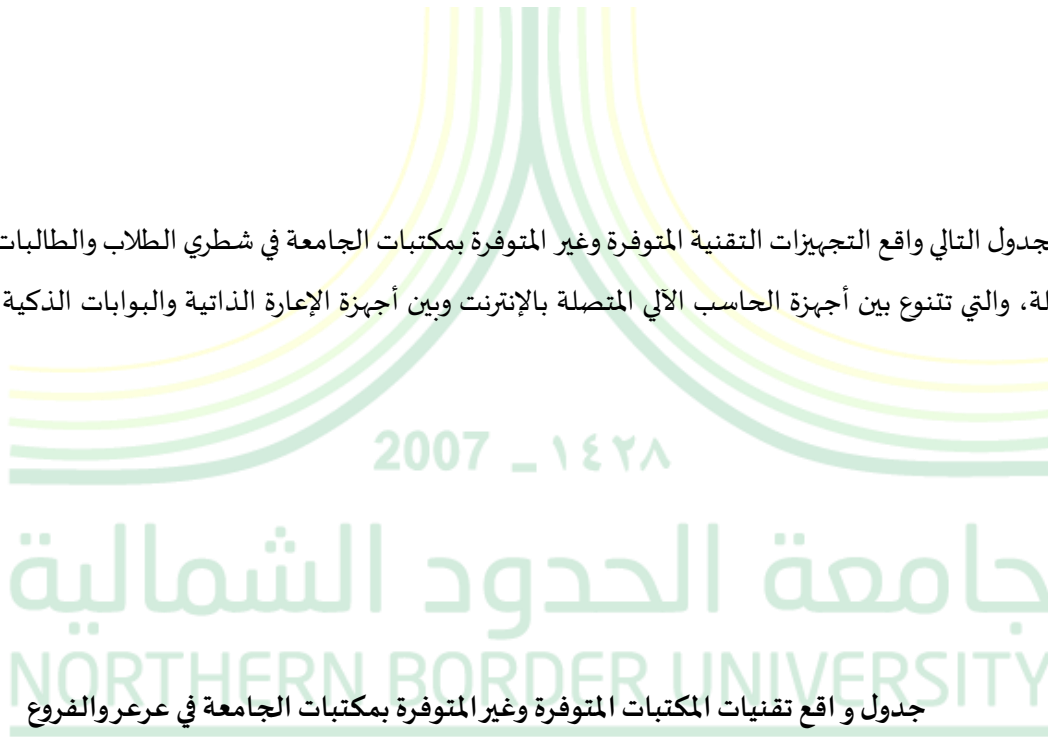 جدول التالي واقع التجهيزات التقنية المتوفرة وغير المتوفرة بمكتبات الجامعة في شطري الطلاب والطالبات
لة، والتي تتنوع بين أجهزة الحاسب الآلي المتصلة بالإنترنت وبين أجهزة الإعارة الذاتية والبوابات الذكية
2007 _ ١٤٢٨
جامعة الحدود الشمالية
NORTHERN BORDER UNIVERSITY
جدول و اقع تقنيات المكتبات المتوفرة وغير المتوفرة بمكتبات الجامعة في عرعر والفروع